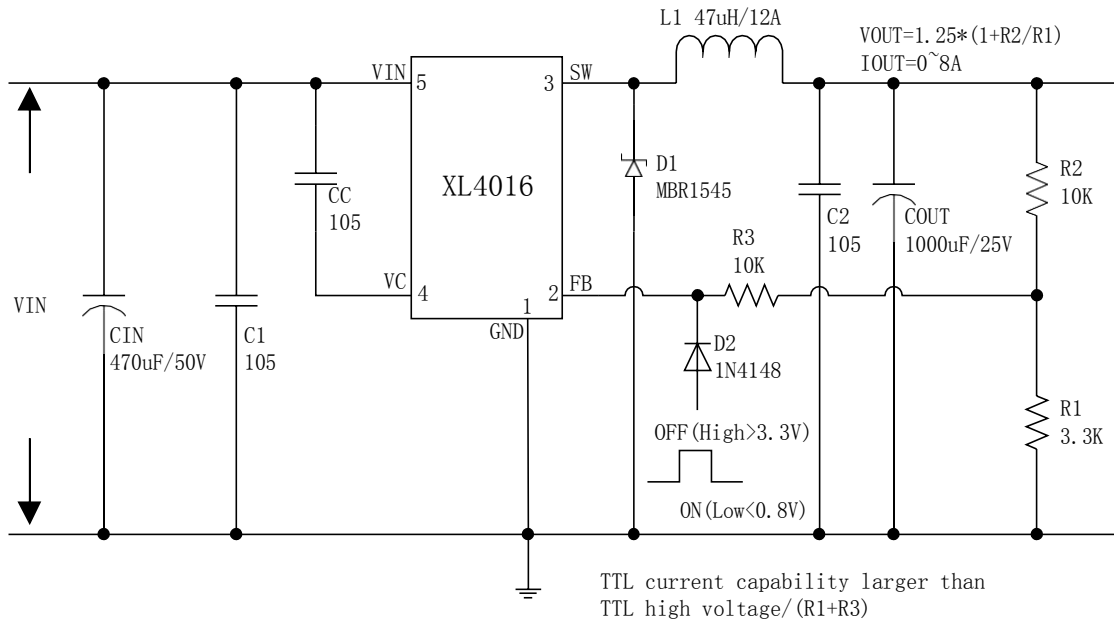 L1 47uH/12A
VOUT=1.25*(1+R2/R1)
IOUT=0~8A
VIN
5
3
SW
XL4016
CC
105
D1
MBR1545
R2
10K
C2
105
COUT
1000uF/25V
R3
10K
VC
4
2
FB
1
GND
VIN
CIN
470uF/50V
C1
105
D2
1N4148
R1
3.3K
OFF(High>3.3V)
ON(Low<0.8V)
TTL current capability larger than
TTL high voltage/(R1+R3)